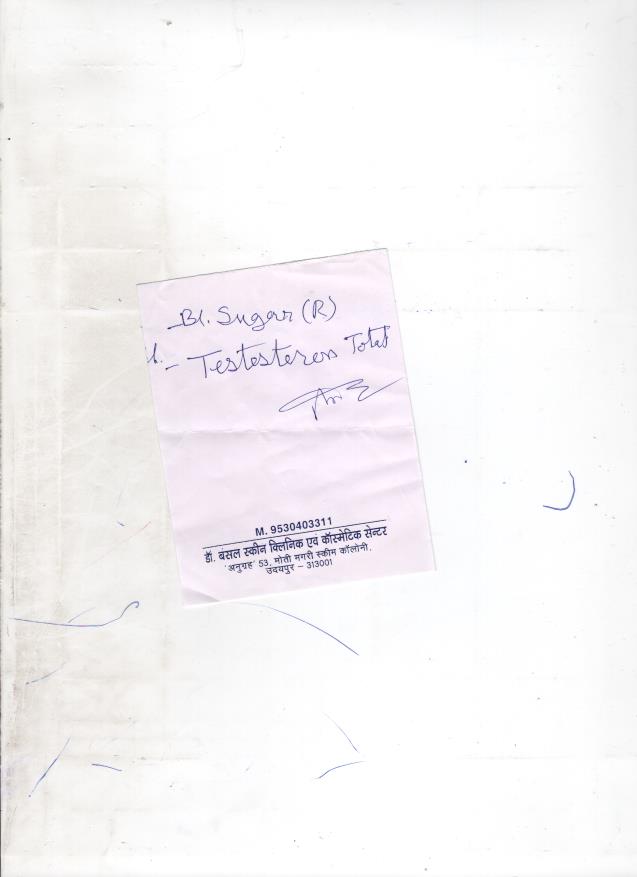 - Bl. Sugar (R)
- Testesteron Total
M. 9530403311
डॉ. बंसल स्कीन क्लिनिक एवं कॉस्मेटिक सेन्टर
'अनुग्रह' 53, मोती मगरी स्कीम कॉलोनी,
उदयपुर – 313001